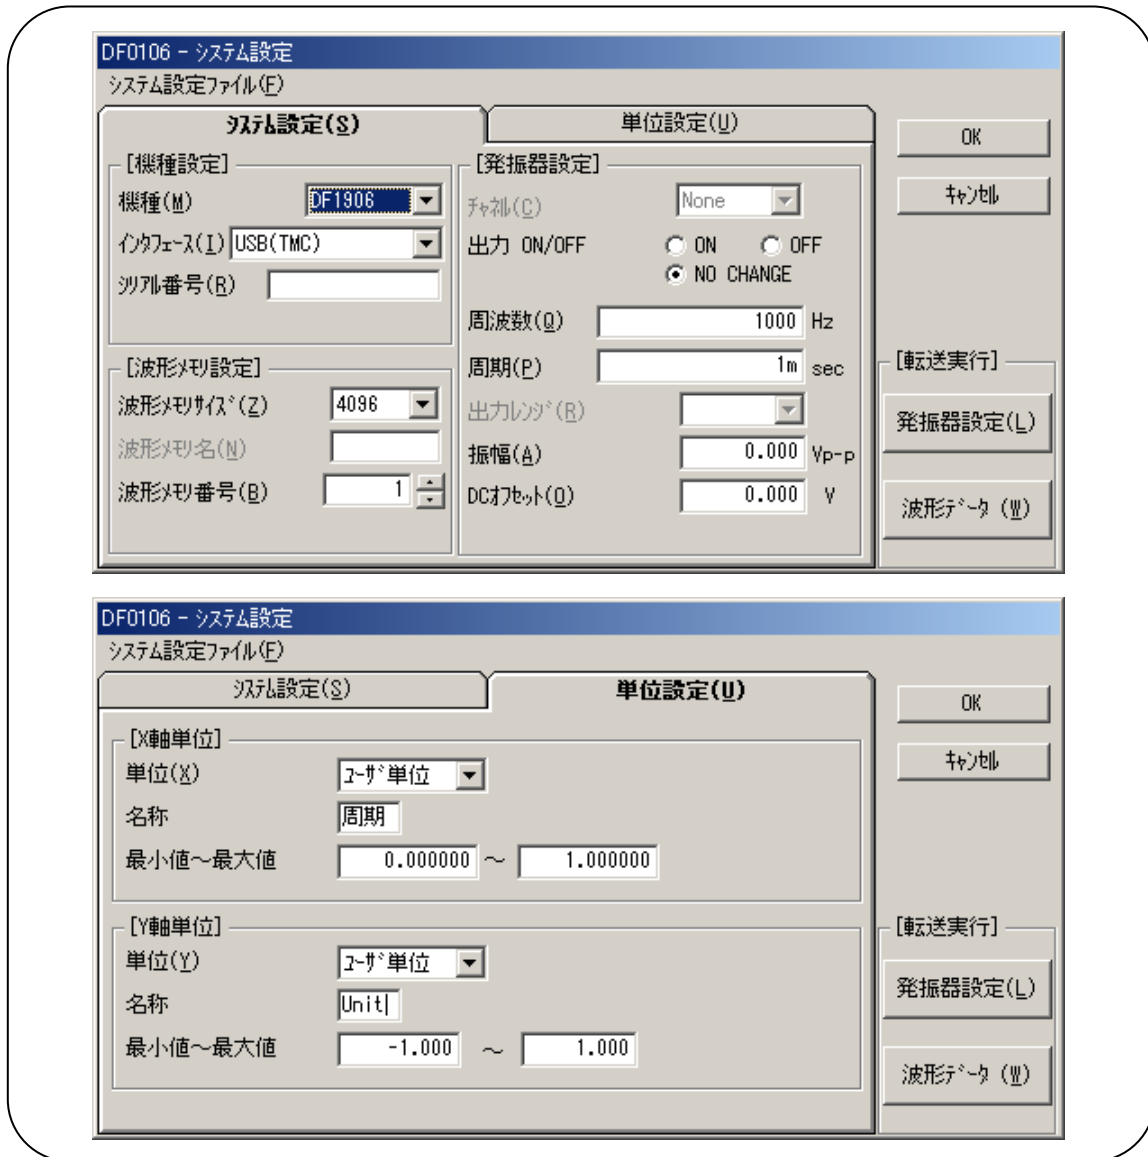 DF0106 - システム設定
システム設定ファイル(F)
システム設定(S)
単位設定(U)
OK
キャンセル
[機種設定]
機種(M) DF1906
インタフェース(I) USB(TMC)
シリアル番号(R)
[波形メモリ設定]
波形メモリサイズ(Z) 4096
波形メモリ名(N)
波形メモリ番号(B) 1
[発振器設定]
チャネル(C) None
出力 ON/OFF ON OFF
NO CHANGE
周波数(Q) 1000 Hz
周期(P) 1m sec
出力レンジ(R)
振幅(A) 0.000 Vp-p
DCオフセット(O) 0.000 V
[転送実行]
発振器設定(L)
波形データ (W)
DF0106 - システム設定
システム設定ファイル(F)
システム設定(S)
単位設定(U)
OK
キャンセル
[X軸単位]
単位(X) ユーザ単位
名称 周期
最小値～最大値 0.000000 ～ 1.000000
[Y軸単位]
単位(Y) ユーザ単位
名称 Unit
最小値～最大値 -1.000 ～ 1.000
[転送実行]
発振器設定(L)
波形データ (W)